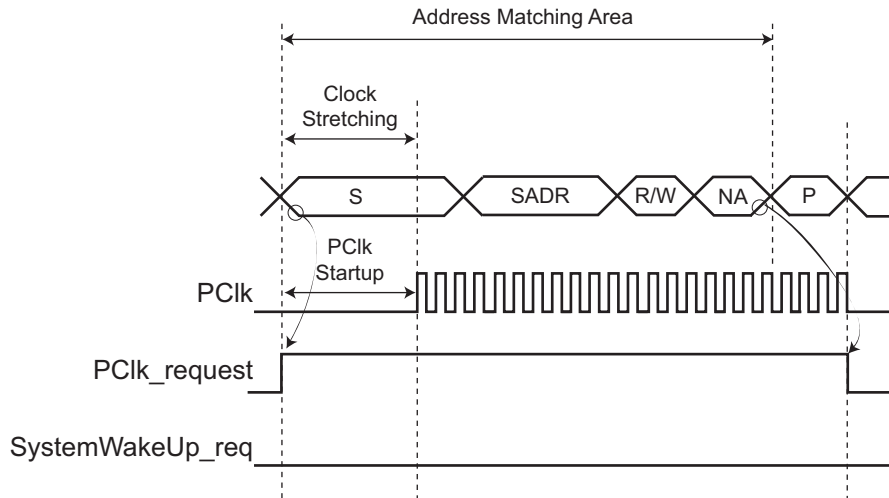 Address Matching Area
Clock
Stretching
S
SADR
R/W
NA
P
PClk
Startup
PClk
PClk_request
SystemWakeUp_req